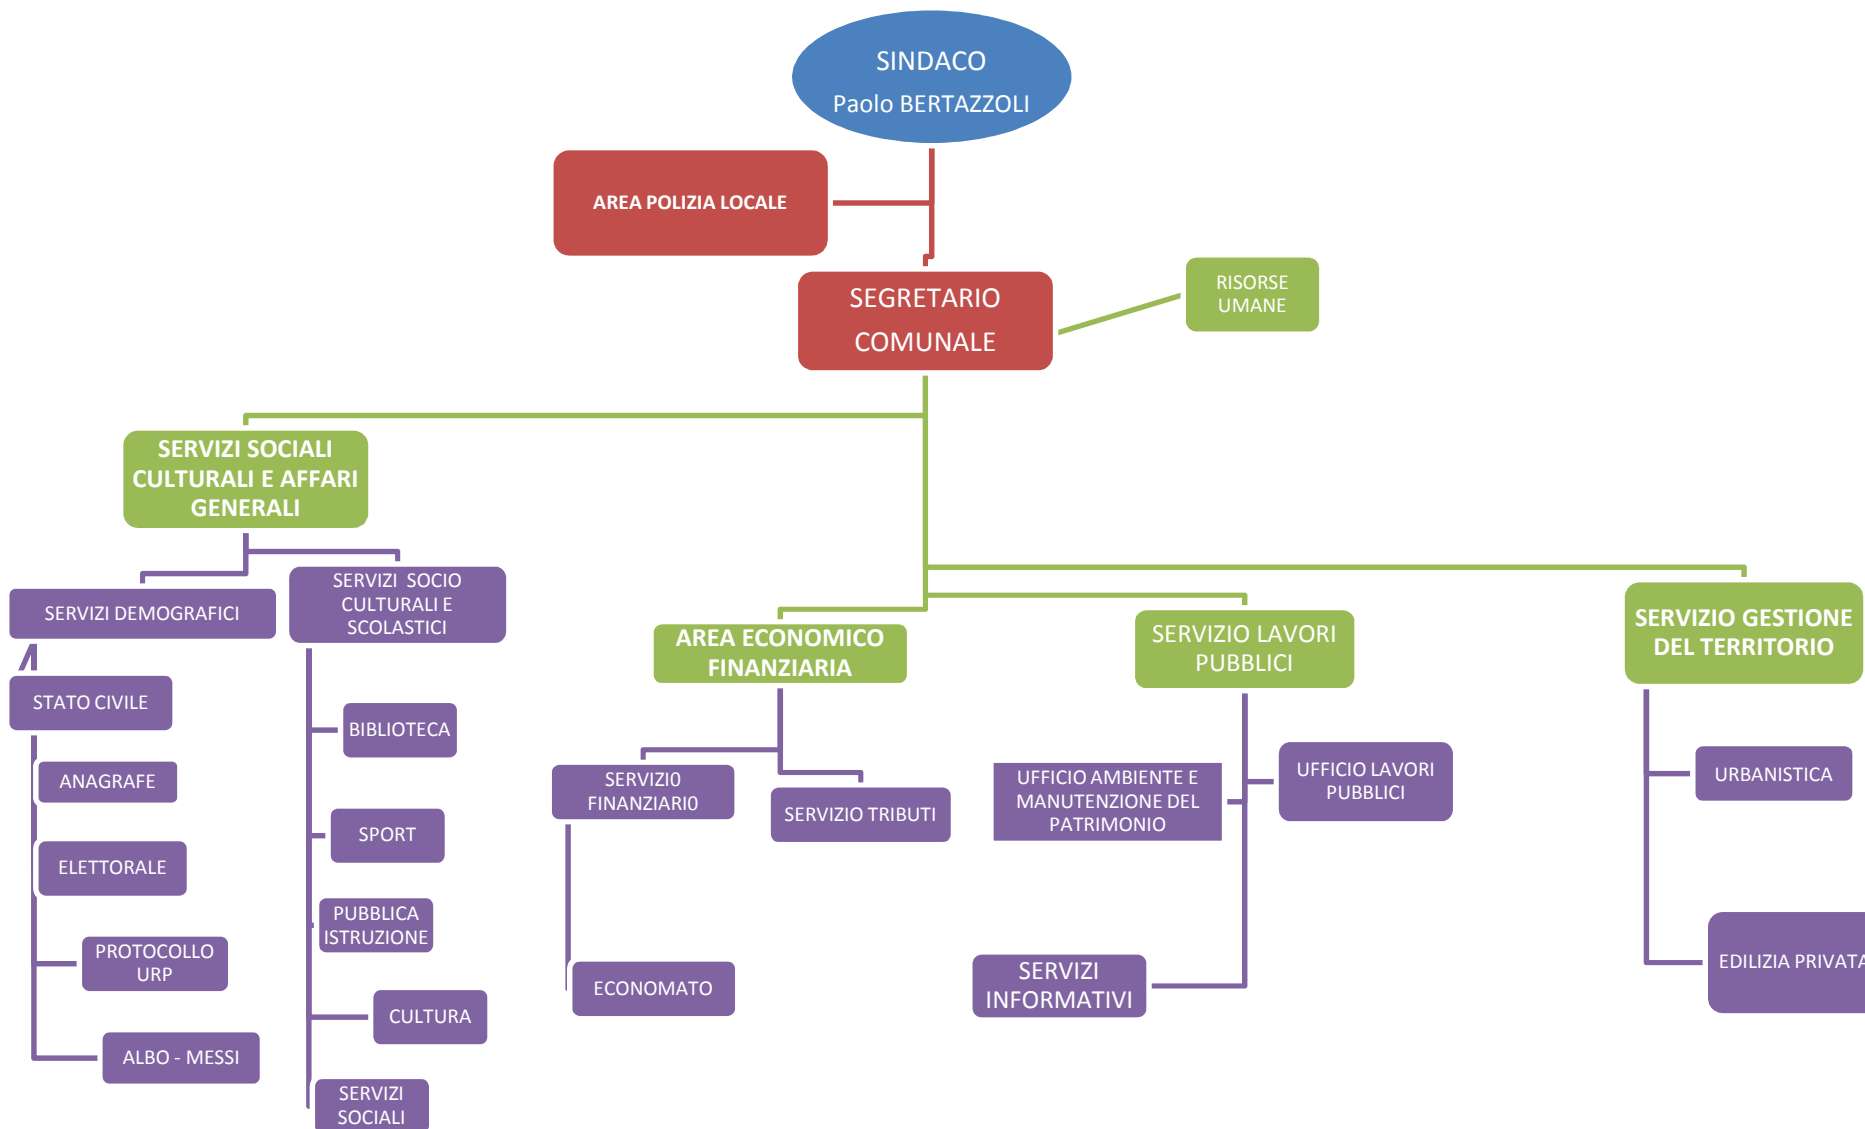 SINDACO
Paolo BERTAZZOLI
AREA POLIZIA LOCALE
SEGRETARIO
COMUNALE
RISORSE
UMANE
SERVIZI SOCIALI
CULTURALI E AFFARI
GENERALI
SERVIZI DEMOGRAFICI
SERVIZI SOCIO
CULTURALI E
SCOLASTICI
STATO CIVILE
ANAGRAFE
ELETTORALE
PROTOCOLLO
URP
ALBO - MESSI
BIBLIOTECA
SPORT
PUBBLICA
ISTRUZIONE
CULTURA
SERVIZI
SOCIALI
AREA ECONOMICO
FINANZIARIA
SERVIZI0
FINANZIARI0
SERVIZIO TRIBUTI
ECONOMATO
SERVIZIO LAVORI
PUBBLICI
UFFICIO AMBIENTE E
MANUTENZIONE DEL
PATRIMONIO
UFFICIO LAVORI
PUBBLICI
SERVIZI
INFORMATIVI
SERVIZIO GESTIONE
DEL TERRITORIO
URBANISTICA
EDILIZIA PRIVATA